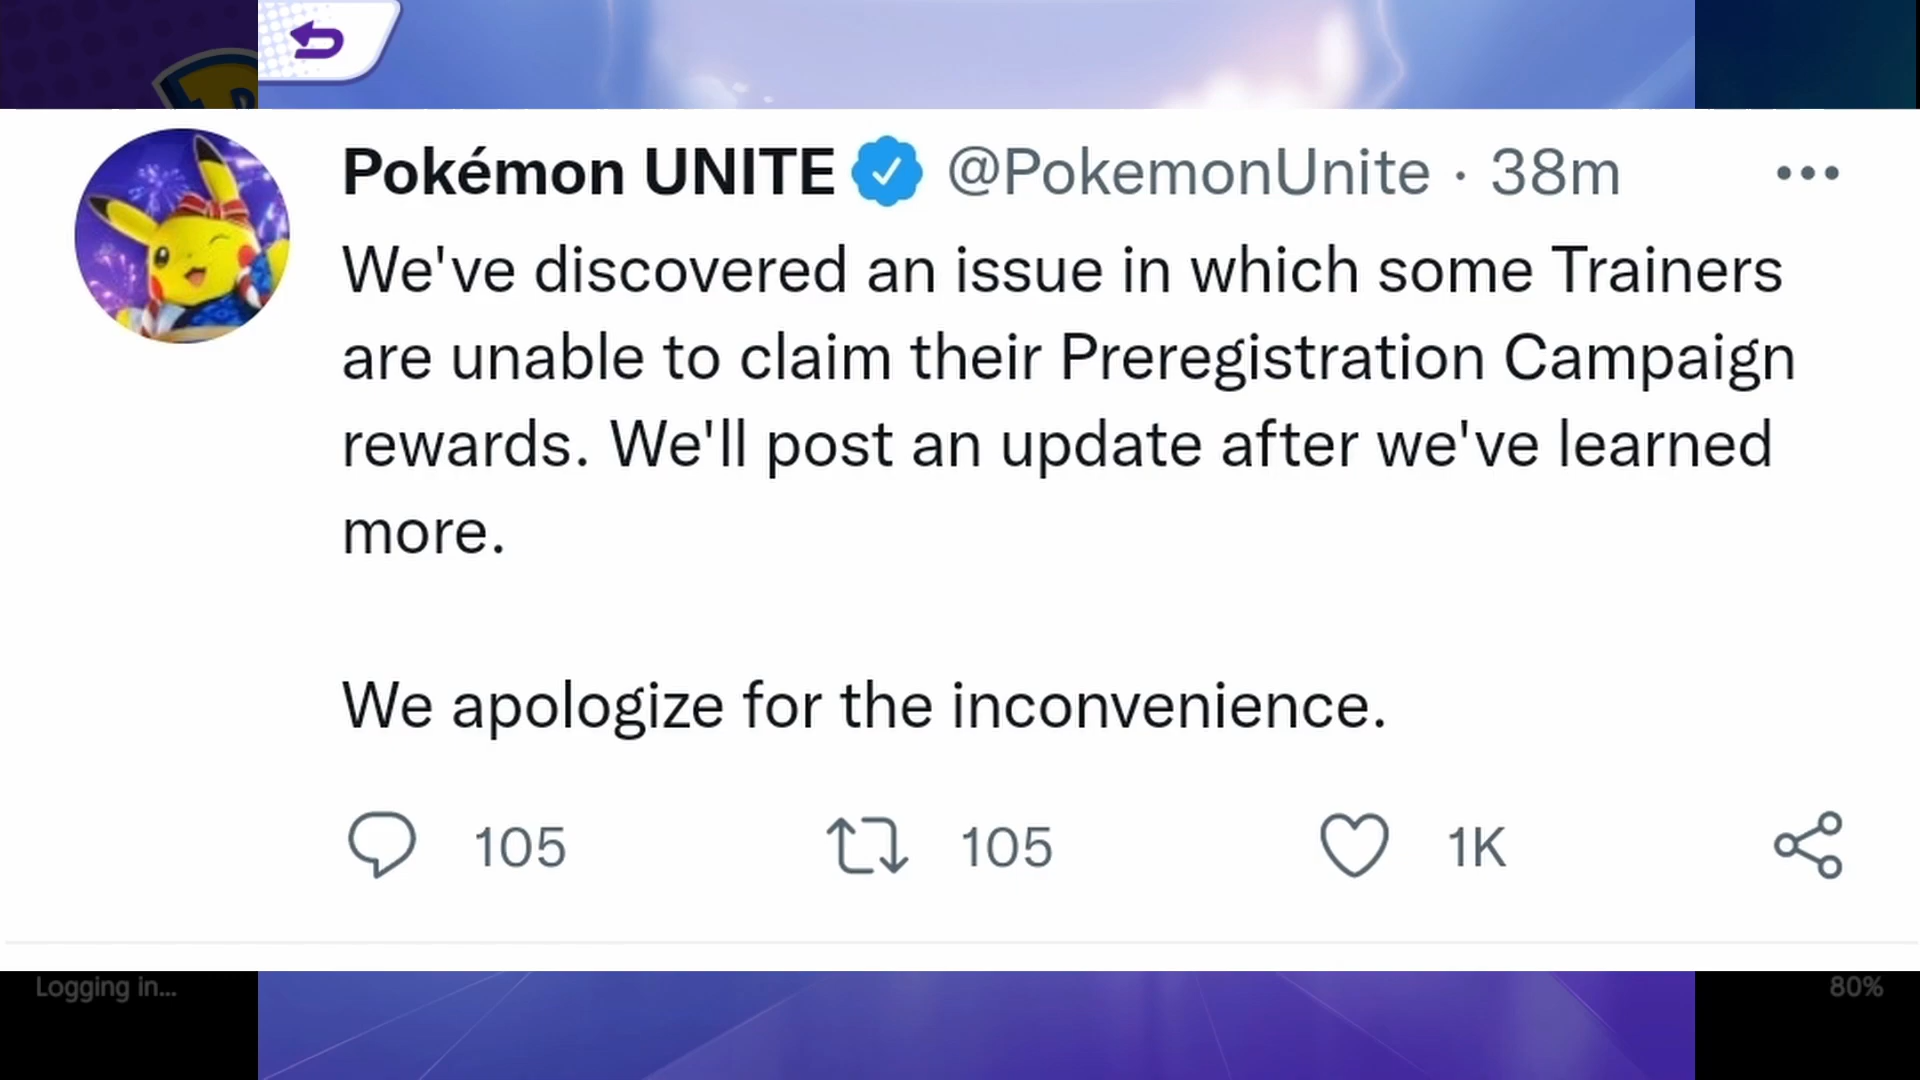 Pokémon UNITE @PokemonUnite · 38m
We've discovered an issue in which some Trainers
are unable to claim their Preregistration Campaign
rewards. We'll post an update after we've learned
more.
We apologize for the inconvenience.
105 105 1K
Logging in... 80%